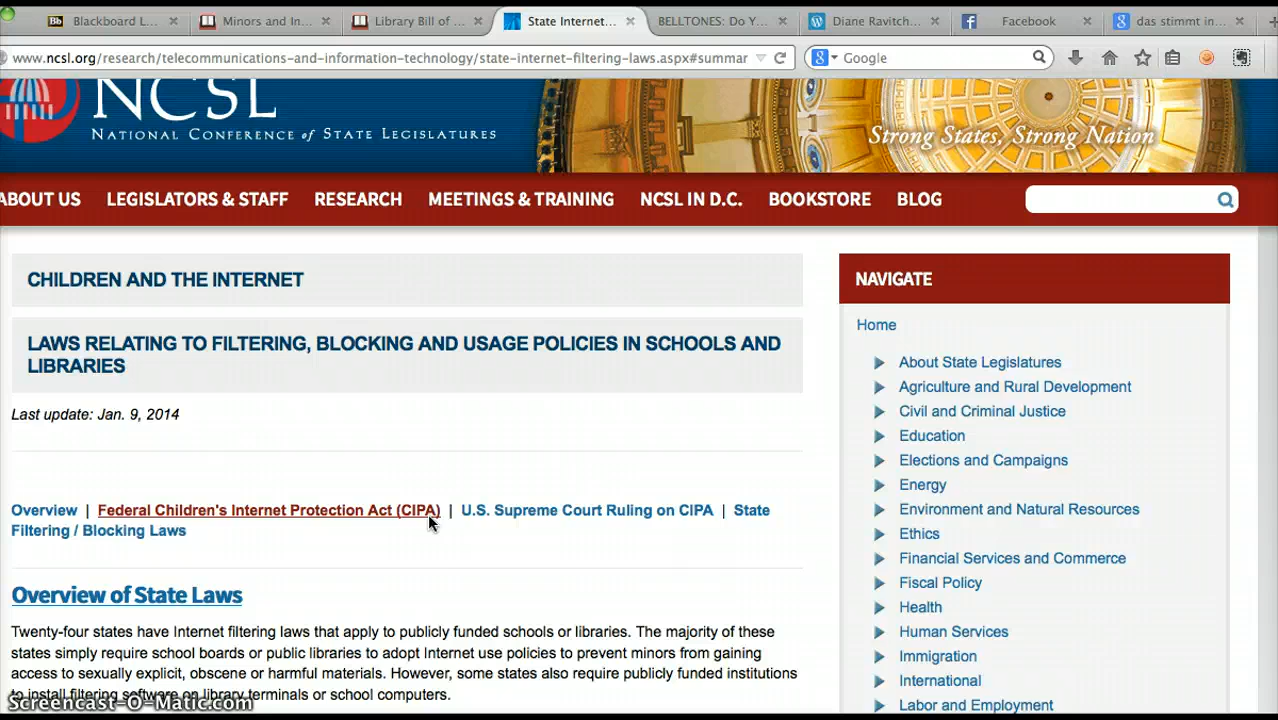 Blackboard L...
Minors and In...
Library Bill of ...
State Internet...
BELLTONES: Do Y...
Diane Ravitch...
Facebook
das stimmt in...
www.ncsl.org/research/telecommunications-and-information-technology/state-internet-filtering-laws.aspx#summar
Google
NCSL
NATIONAL CONFERENCE of STATE LEGISLATURES
Strong States, Strong Nation
ABOUT US
LEGISLATORS & STAFF
RESEARCH
MEETINGS & TRAINING
NCSL IN D.C.
BOOKSTORE
BLOG
CHILDREN AND THE INTERNET
LAWS RELATING TO FILTERING, BLOCKING AND USAGE POLICIES IN SCHOOLS AND
LIBRARIES
Last update: Jan. 9, 2014
Overview | Federal Children's Internet Protection Act (CIPA) | U.S. Supreme Court Ruling on CIPA | State
Filtering / Blocking Laws
Overview of State Laws
Twenty-four states have Internet filtering laws that apply to publicly funded schools or libraries. The majority of these
states simply require school boards or public libraries to adopt Internet use policies to prevent minors from gaining
access to sexually explicit, obscene or harmful materials. However, some states also require publicly funded institutions
to install filtering software on library terminals or school computers.
NAVIGATE
Home
About State Legislatures
Agriculture and Rural Development
Civil and Criminal Justice
Education
Elections and Campaigns
Energy
Environment and Natural Resources
Ethics
Financial Services and Commerce
Fiscal Policy
Health
Human Services
Immigration
International
Labor and Employment
Screencast-O-Matic.com